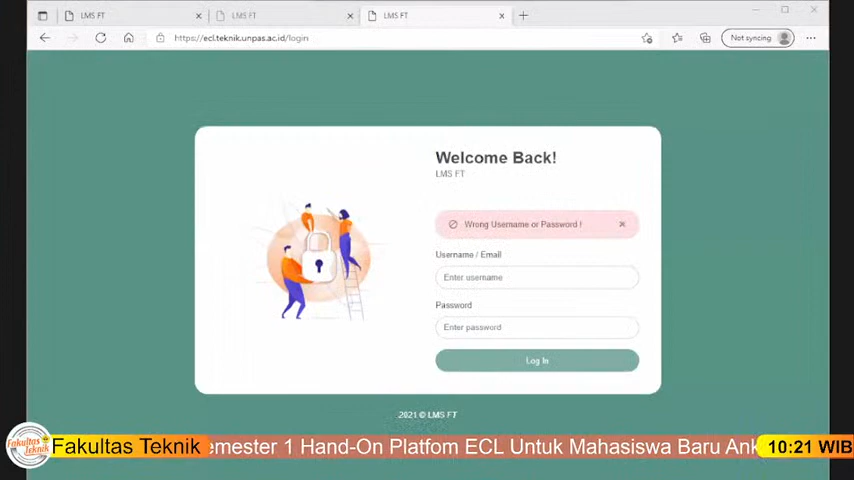 LMS FT
LMS FT
LMS FT
https://ecl.teknik.unpas.ac.id/login
Not syncing
Welcome Back!
LMS FT
Wrong Username or Password !
Username / Email
Enter username
Password
Enter password
Log In
2021 © LMS FT
Fakultas Teknik
Fakultas Teknik emester 1 Hand-On Platfom ECL Untuk Mahasiswa Baru Ank 10:21 WIB